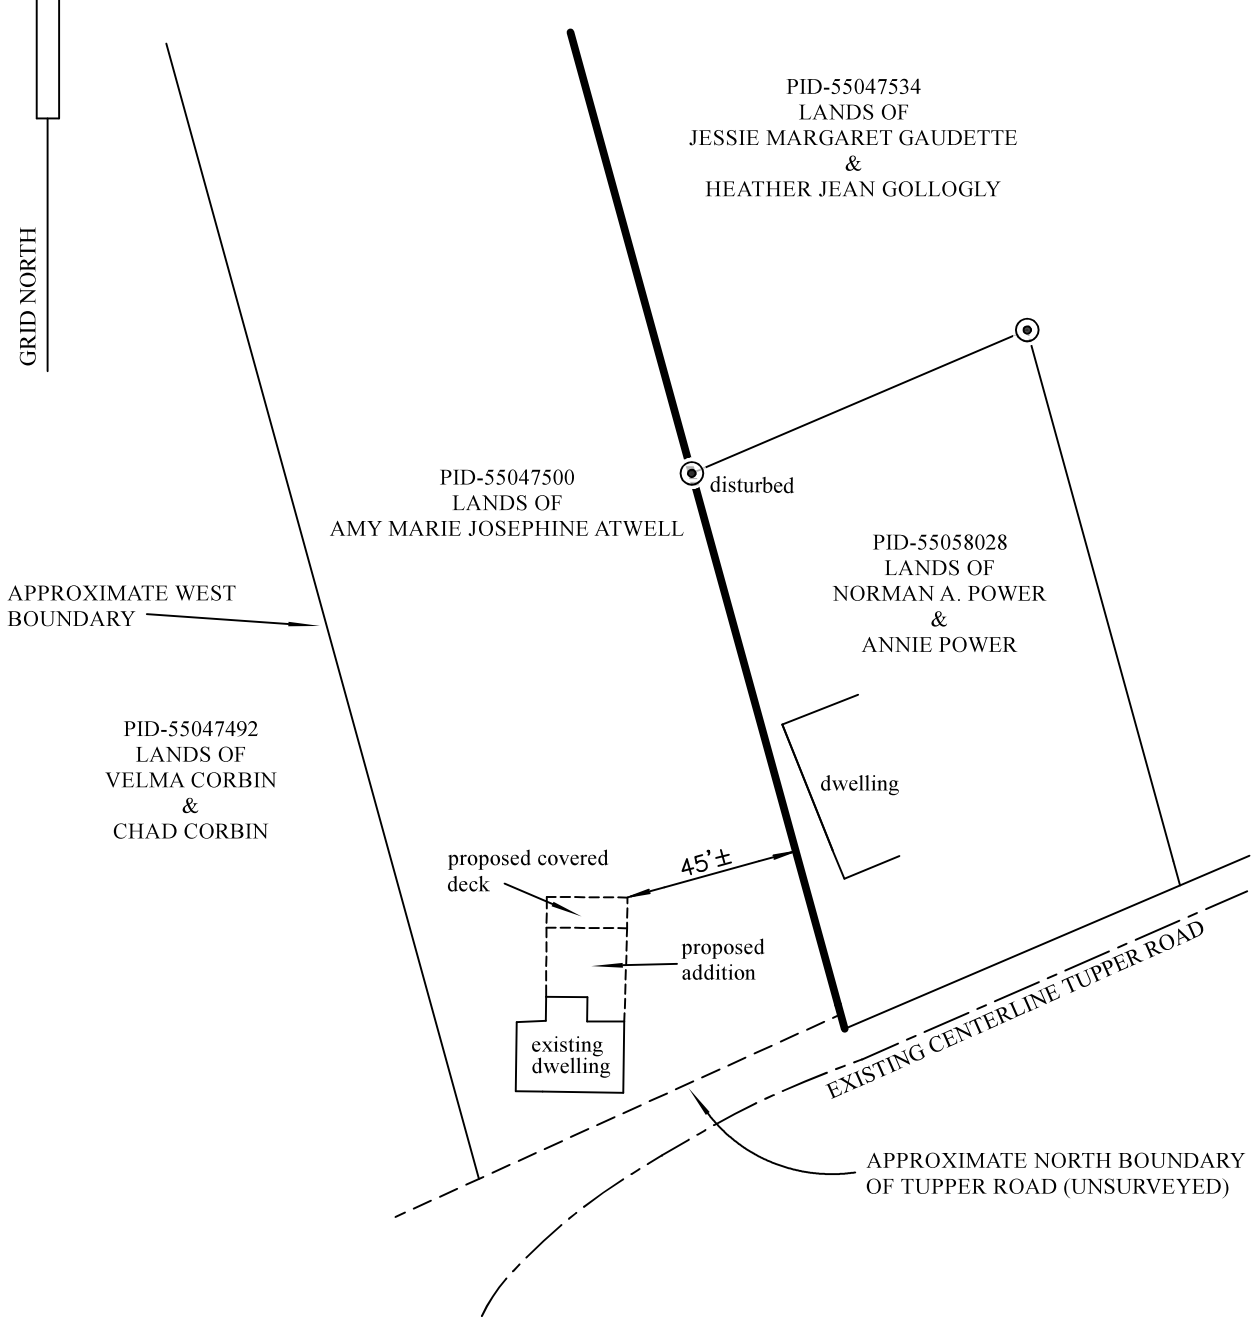 PID-55047534
LANDS OF
JESSIE MARGARET GAUDETTE
&
HEATHER JEAN GOLLOGLY
GRID NORTH
PID-55047500
LANDS OF
AMY MARIE JOSEPHINE ATWELL
disturbed
PID-55058028
LANDS OF
NORMAN A. POWER
&
ANNIE POWER
APPROXIMATE WEST
BOUNDARY
PID-55047492
LANDS OF
VELMA CORBIN
&
CHAD CORBIN
dwelling
45'±
proposed covered
deck
proposed
addition
existing
dwelling
EXISTING CENTERLINE TUPPER ROAD
APPROXIMATE NORTH BOUNDARY
OF TUPPER ROAD (UNSURVEYED)